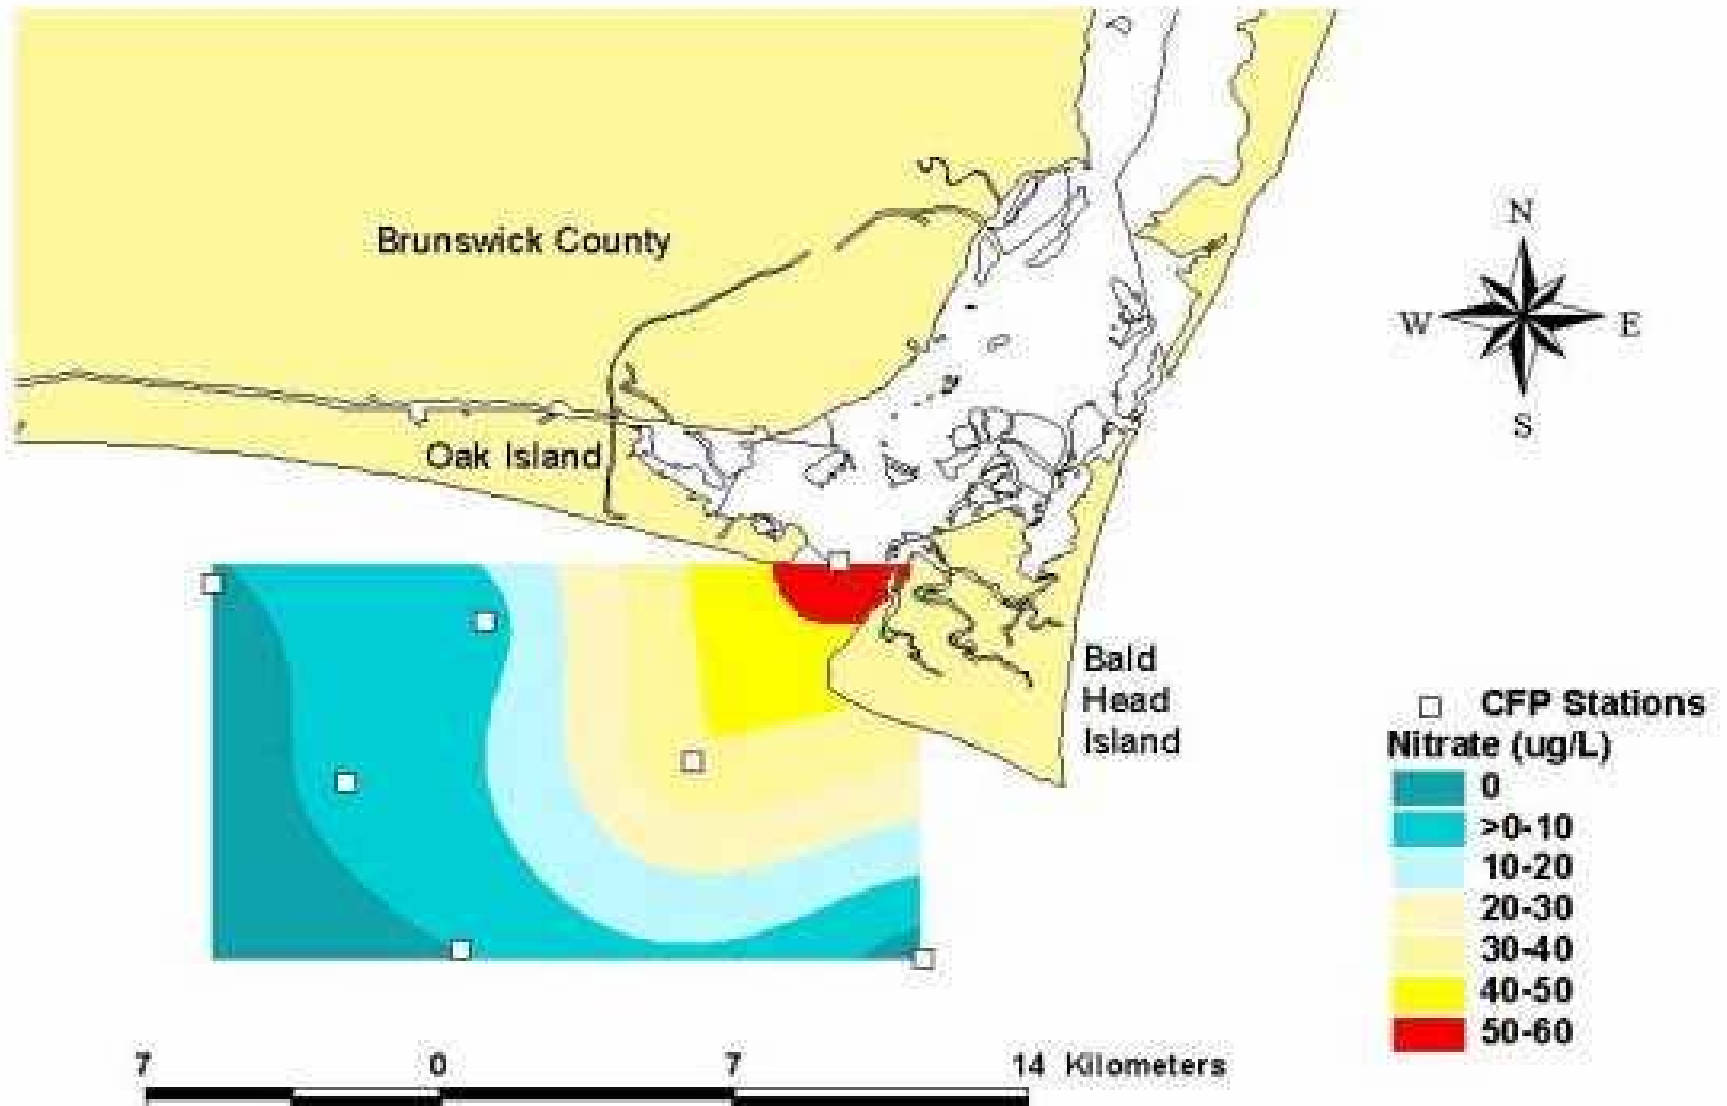 N
Brunswick County
W E
S
Oak Island
Bald
Head
Island
CFP Stations
Nitrate (ug/L)
0
>0-10
10-20
20-30
30-40
40-50
50-60
7 0 7 14 Kilometers